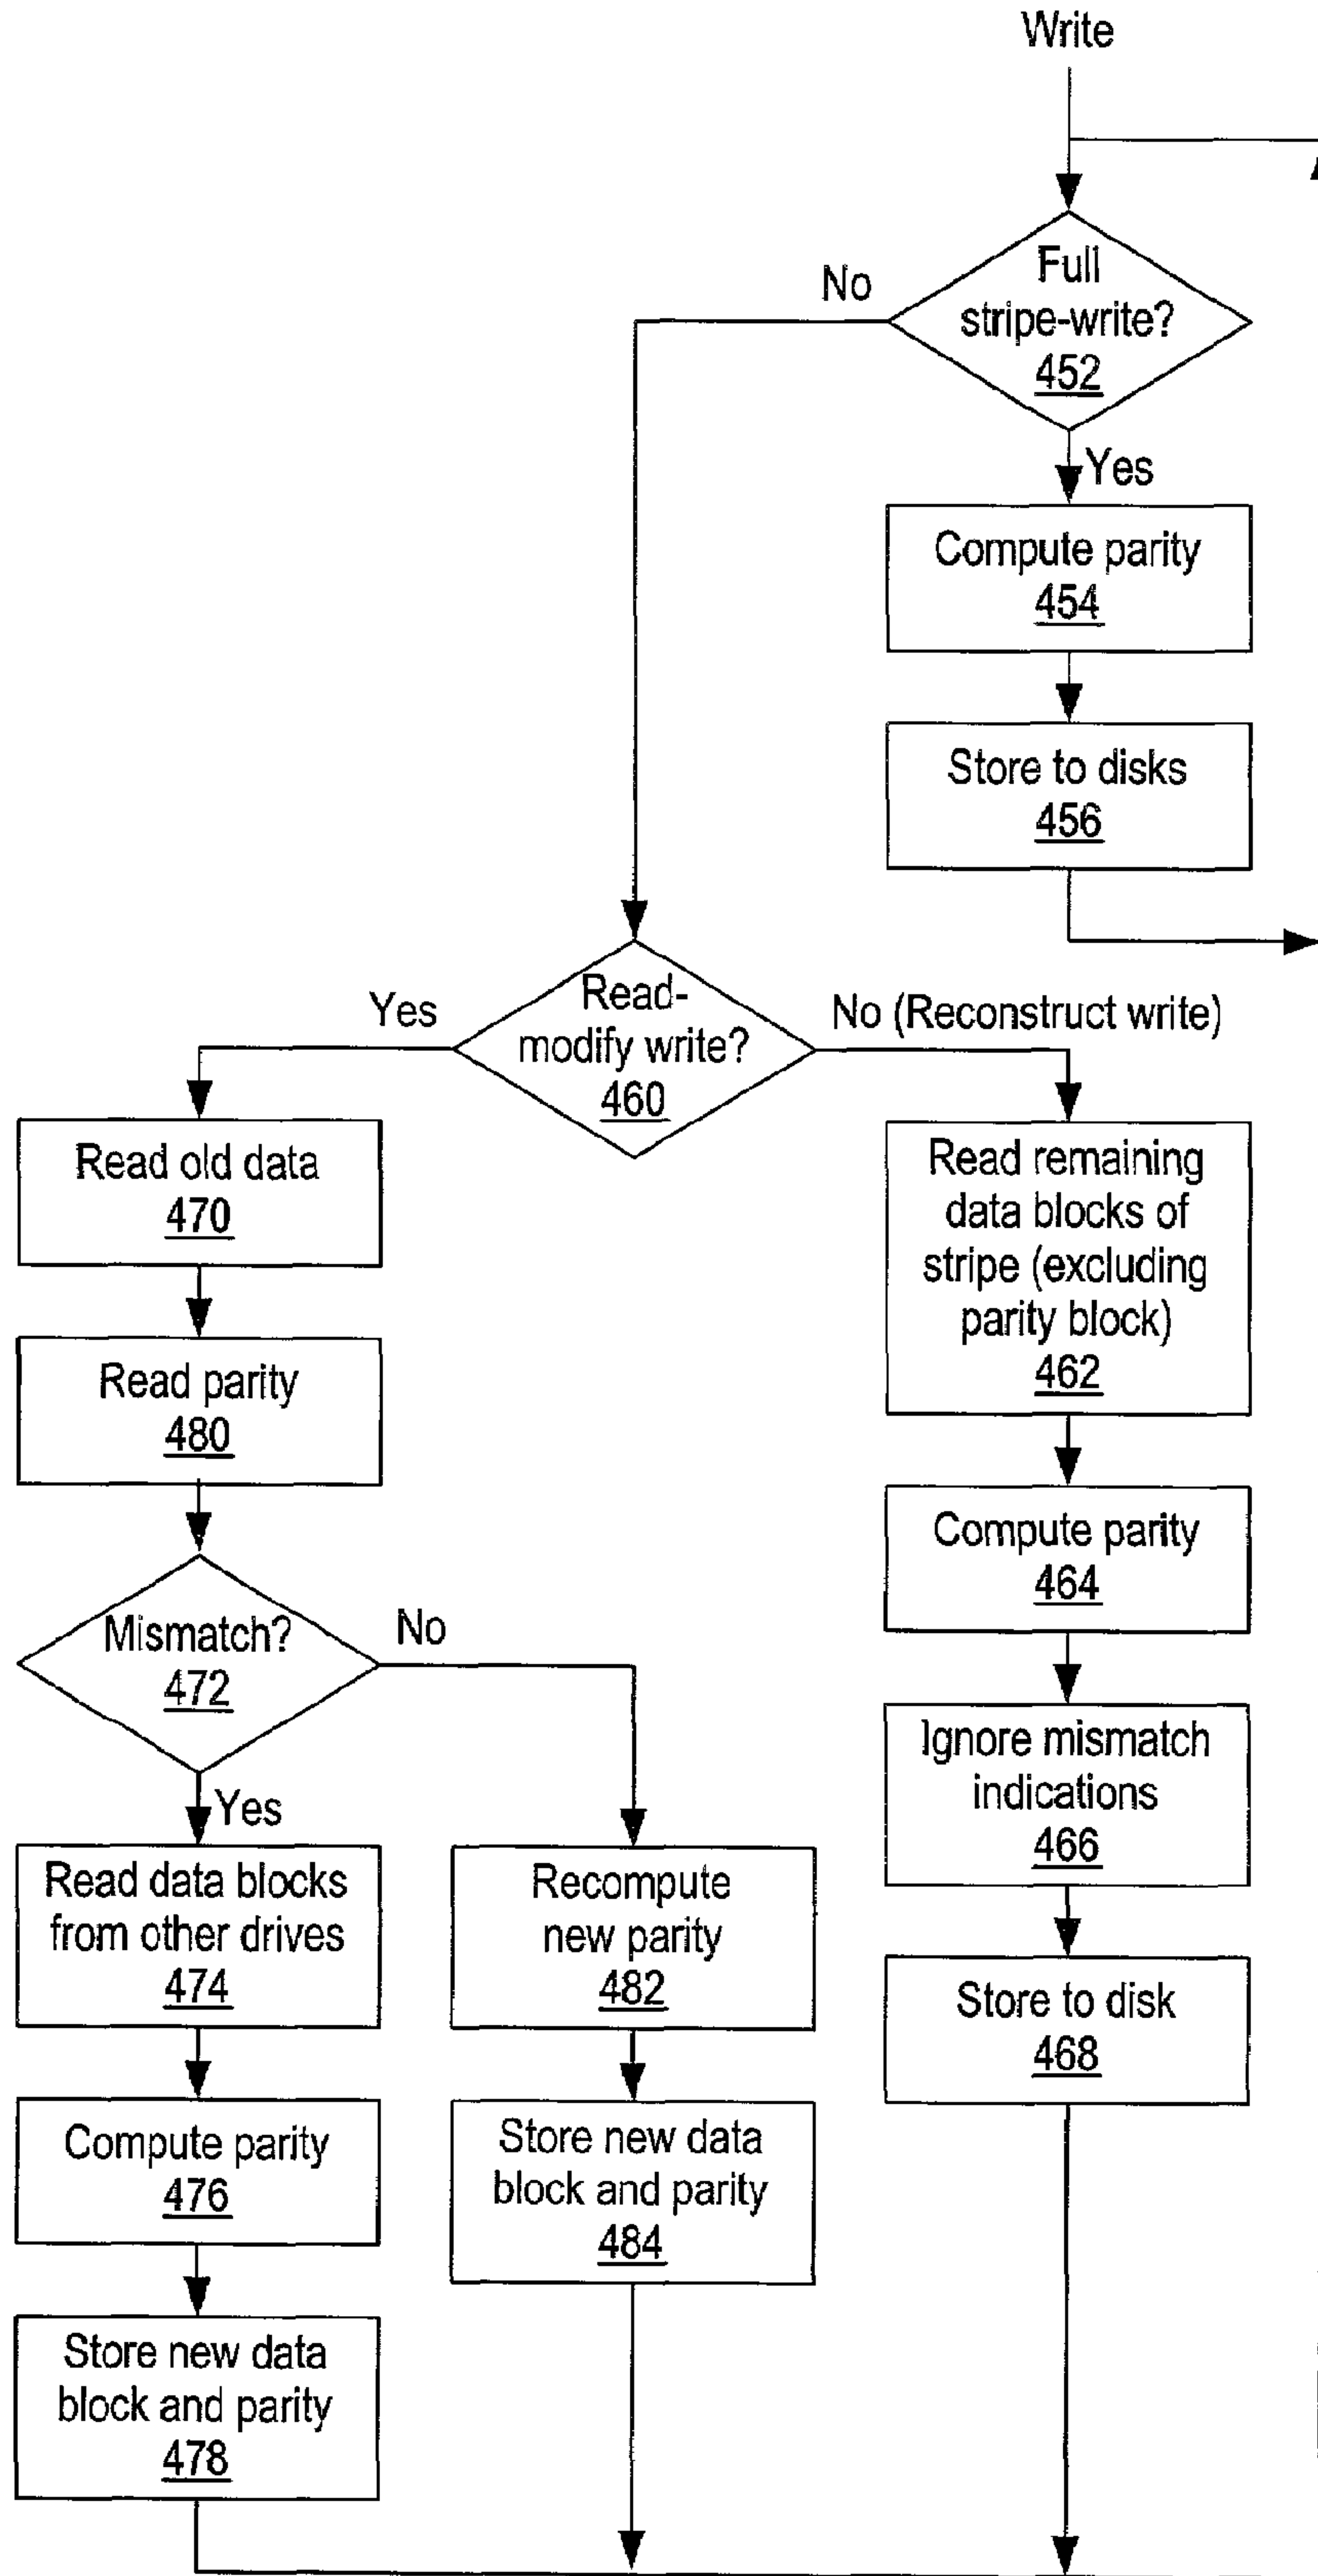 Write
Full
stripe-write?
452
No
Yes
Compute parity
454
Store to disks
456
Read-
modify write?
460
Yes
No (Reconstruct write)
Read old data
470
Read parity
480
Mismatch?
472
No
Yes
Read data blocks
from other drives
474
Compute parity
476
Store new data
block and parity
478
Recompute
new parity
482
Store new data
block and parity
484
Read remaining
data blocks of
stripe (excluding
parity block)
462
Compute parity
464
Ignore mismatch
indications
466
Store to disk
468